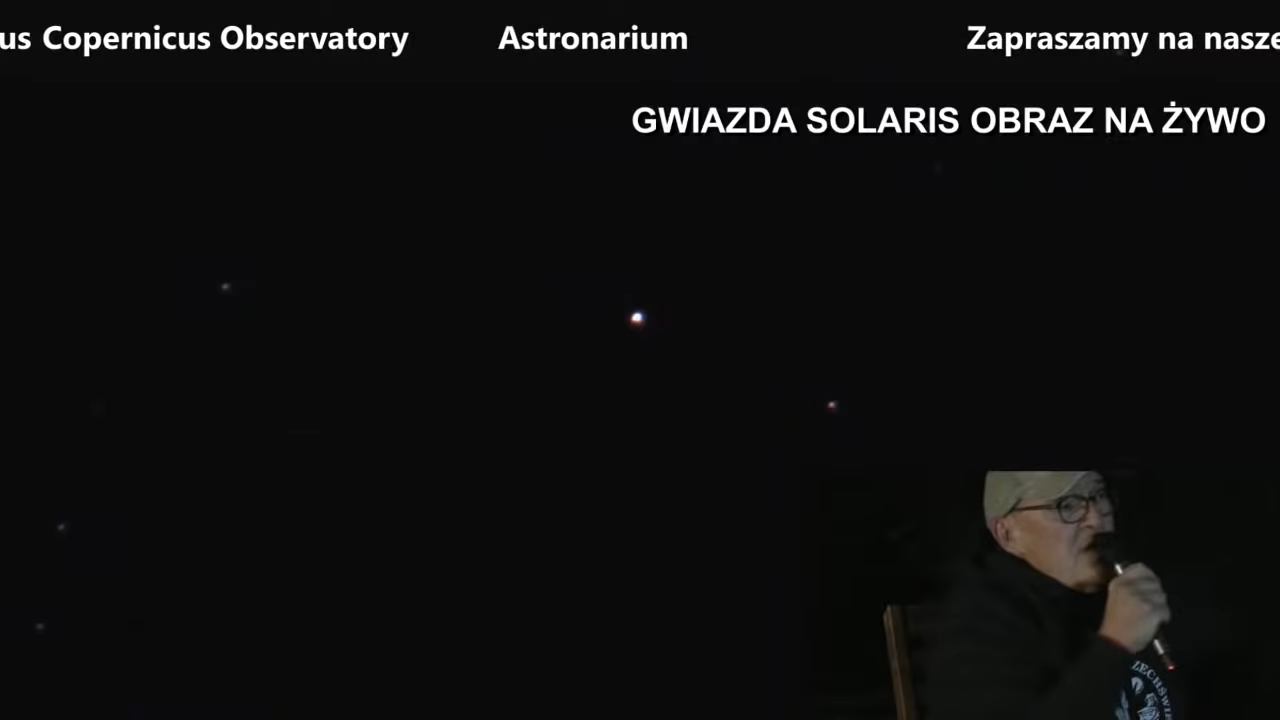 us Copernicus Observatory Astronarium Zapraszamy na nasze
GWIAZDA SOLARIS OBRAZ NA ŻYWO